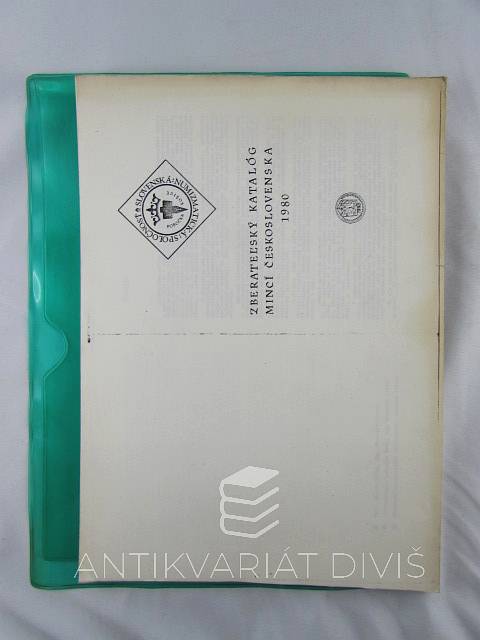 SLOVENSKÁ NUMIZMATICKÁ SPOLOČNOSŤ
ZBERATEĽSKÝ KATALÓG
MINCÍ ČESKOSLOVENSKA
1980
ANTIKVARIÁT DIVIŠ